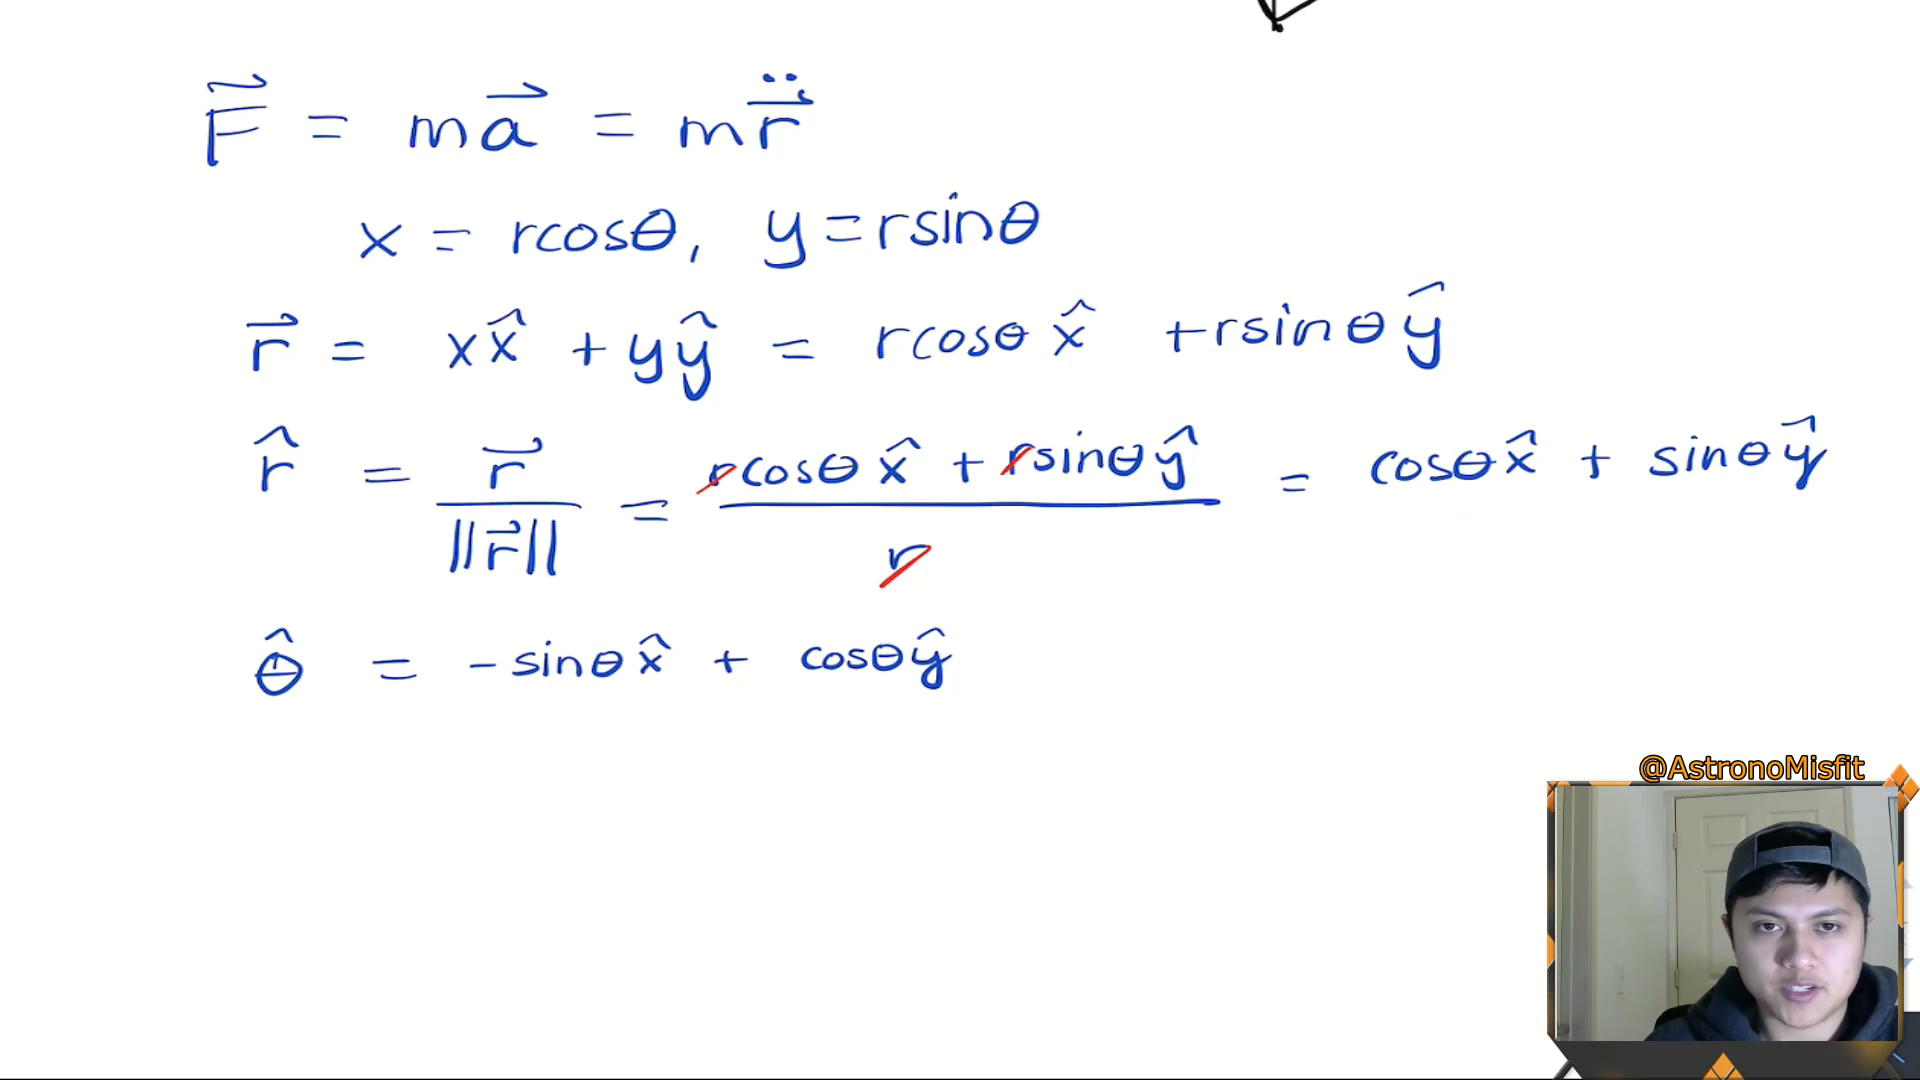 F⃗ = ma⃗ = mr⃗̈
x = rcosθ, y = rsinθ
r⃗ = xx̂ + yŷ = rcosθ x̂ + rsinθ ŷ
r̂ = r⃗ / ||r⃗|| = (rcosθ x̂ + rsinθ ŷ) / r = cosθ x̂ + sinθ ŷ
θ̂ = - sinθ x̂ + cosθ ŷ
@AstronoMisfit